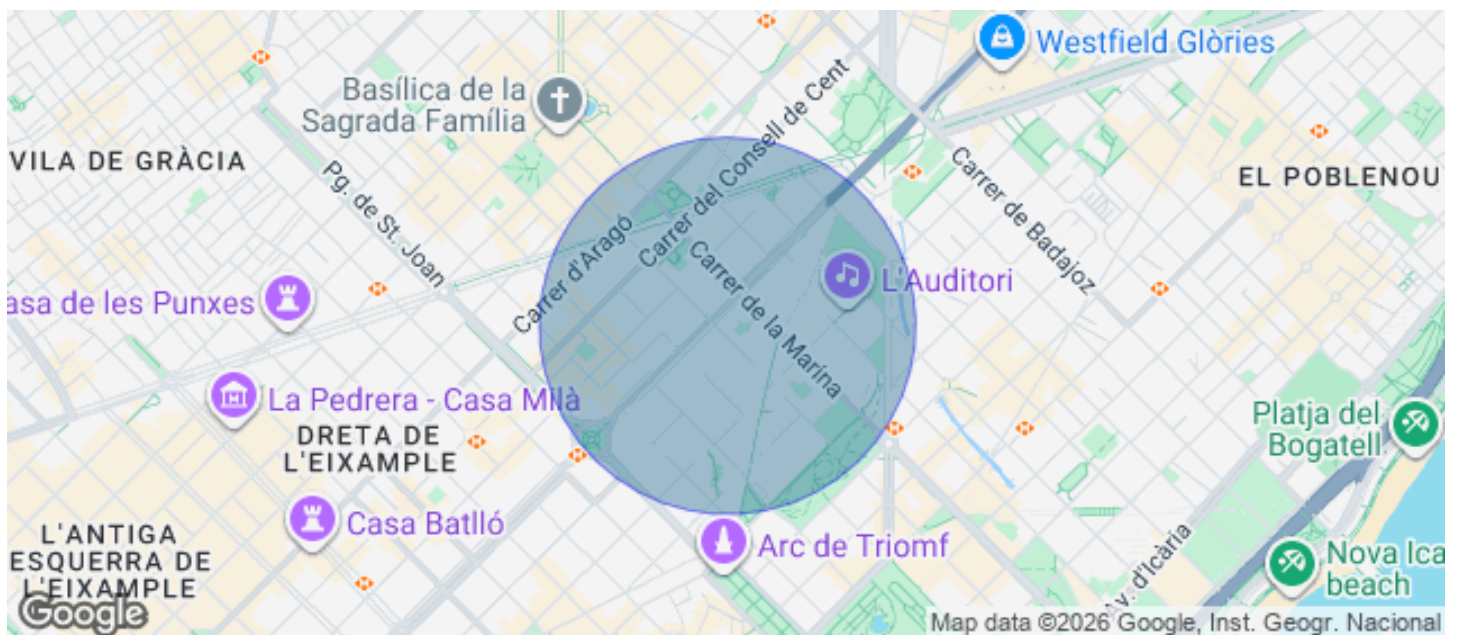 Westfield Glòries
Basílica de la
Sagrada Família
Carrer del Consell de Cent
VILA DE GRÀCIA
Pg. de St. Joan
Carrer de Badajoz
EL POBLENOU
Carrer d'Aragó
Carrer de la Marina
L'Auditori
asa de les Punxes
La Pedrera - Casa Milà
DRETA DE
L'EIXAMPLE
Platja del
Bogatell
Casa Batlló
Arc de Triomf
L'ANTIGA
ESQUERRA DE
L'EIXAMPLE
Av. d'Icària
Nova Ica
beach
Google
Map data ©2026 Google, Inst. Geogr. Nacional